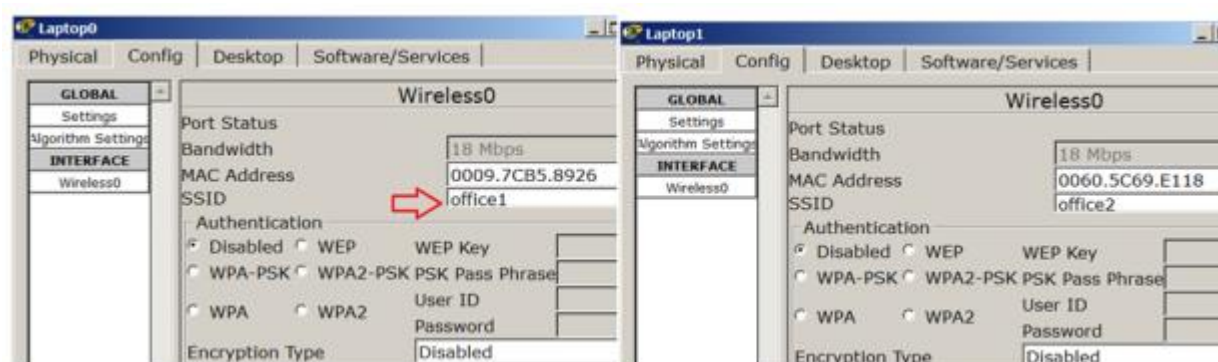 Laptop0
Physical Config Desktop Software/Services
GLOBAL
Settings
Algorithm Settings
INTERFACE
Wireless0
Wireless0
Port Status
Bandwidth 18 Mbps
MAC Address 0009.7CB5.8926
SSID office1
Authentication
Disabled WEP WEP Key
WPA-PSK WPA2-PSK PSK Pass Phrase
User ID
WPA WPA2
Password
Encryption Type Disabled
Laptop1
Physical Config Desktop Software/Services
GLOBAL
Settings
Algorithm Settings
INTERFACE
Wireless0
Wireless0
Port Status
Bandwidth 18 Mbps
MAC Address 0060.5C69.E118
SSID office2
Authentication
Disabled WEP WEP Key
WPA-PSK WPA2-PSK PSK Pass Phrase
User ID
WPA WPA2
Password
Encryption Type Disabled